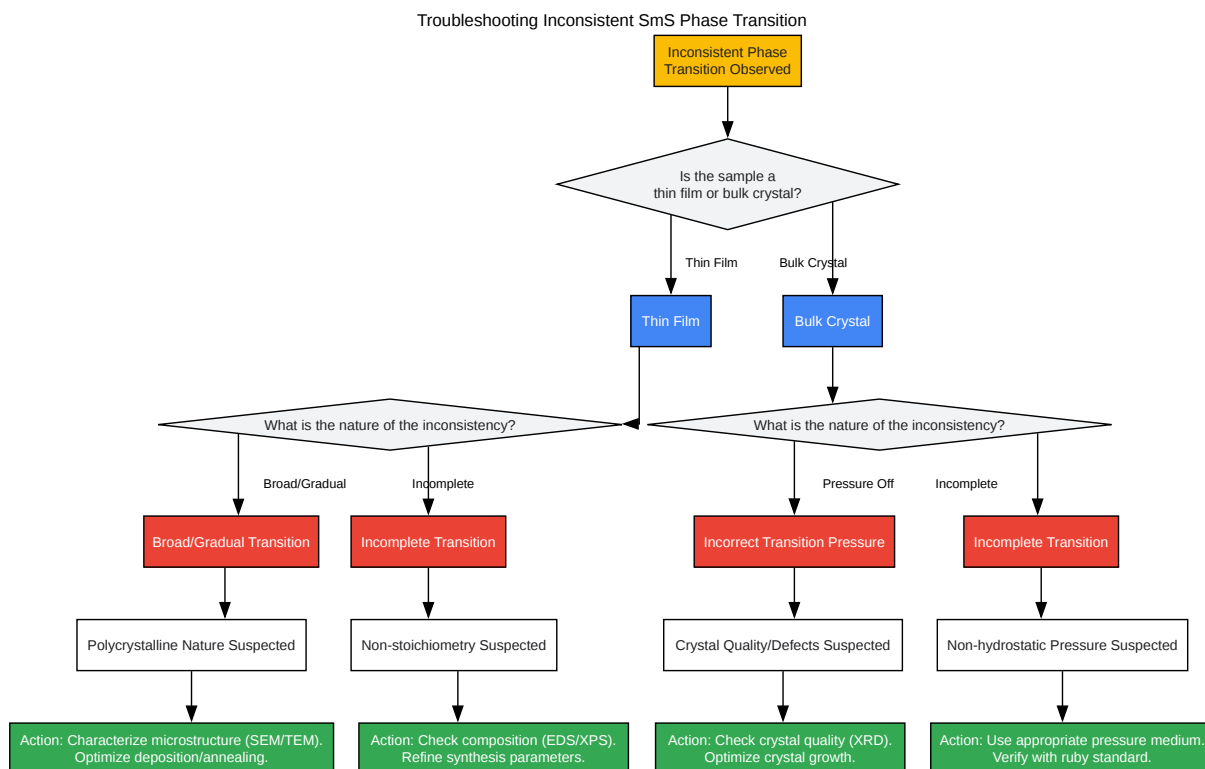 Troubleshooting Inconsistent SmS Phase Transition
Inconsistent Phase
Transition Observed
Is the sample a
thin film or bulk crystal?
Thin Film
Bulk Crystal
Thin Film
Bulk Crystal
What is the nature of the inconsistency?
What is the nature of the inconsistency?
Broad/Gradual
Incomplete
Pressure Off
Incomplete
Broad/Gradual Transition
Incomplete Transition
Incorrect Transition Pressure
Incomplete Transition
Polycrystalline Nature Suspected
Non-stoichiometry Suspected
Crystal Quality/Defects Suspected
Non-hydrostatic Pressure Suspected
Action: Characterize microstructure (SEM/TEM).
Optimize deposition/annealing.
Action: Check composition (EDS/XPS).
Refine synthesis parameters.
Action: Check crystal quality (XRD).
Optimize crystal growth.
Action: Use appropriate pressure medium.
Verify with ruby standard.